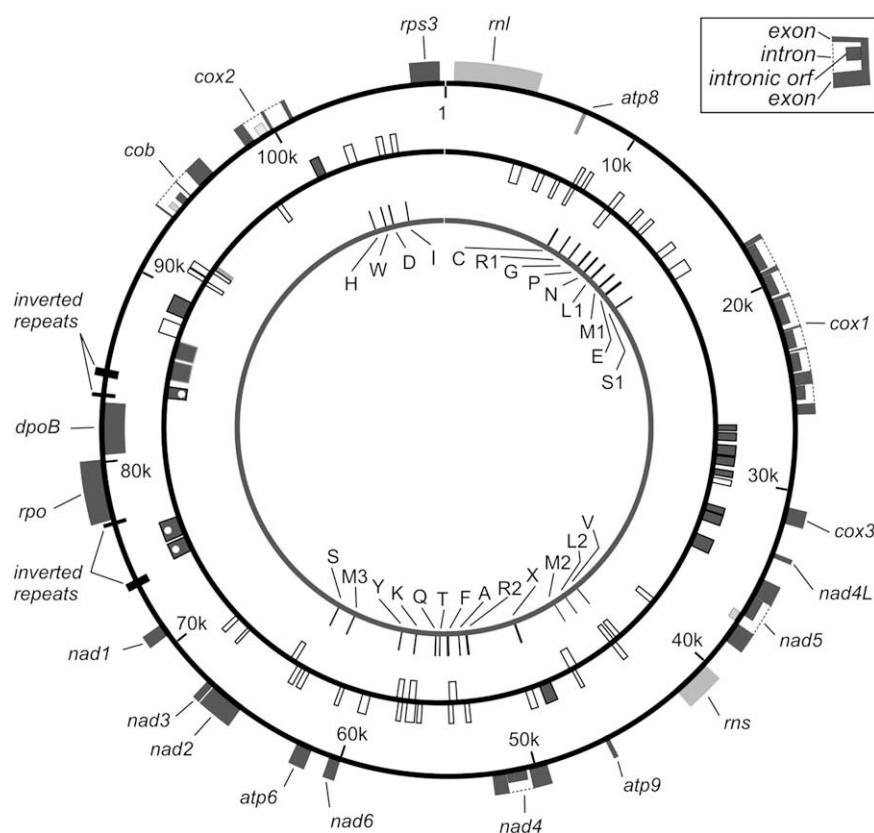 rps3
rnl
exon
intron
intronic orf
exon
cox2
atp8
1
100k
10k
cob
90k
20k
inverted
repeats
H
W
D
I
C
R1
G
P
N
L1
M1
E
S1
cox1
dpoB
80k
30k
rpo
cox3
inverted
repeats
nad4L
S
M3
Y
K
Q
T
F
A
R2
X
M2
L2
V
nad5
70k
40k
nad1
rns
nad3
nad2
60k
50k
atp6
nad6
nad4
atp9